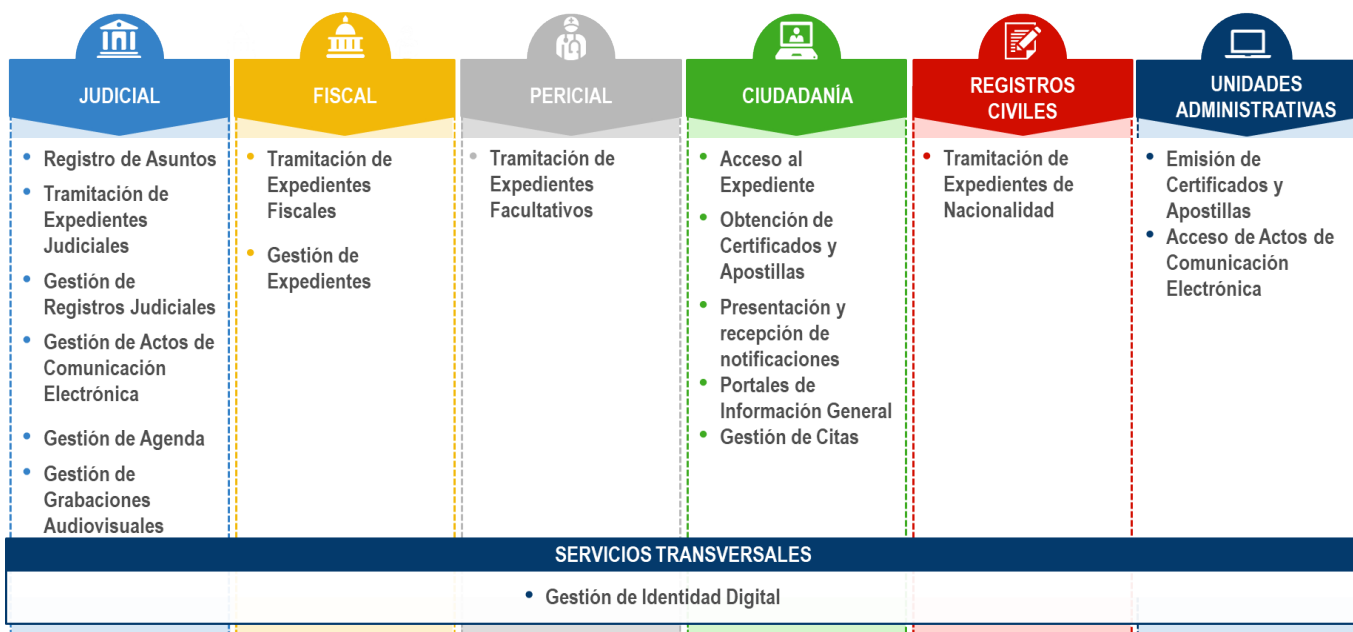 JUDICIAL
Registro de Asuntos
Tramitación de
Expedientes
Judiciales
Gestión de
Registros Judiciales
Gestión de Actos de
Comunicación
Electrónica
Gestión de Agenda
Gestión de
Grabaciones
Audiovisuales
FISCAL
Tramitación de
Expedientes
Fiscales
Gestión de
Expedientes
PERICIAL
Tramitación de
Expedientes
Facultativos
CIUDADANÍA
Acceso al
Expediente
Obtención de
Certificados y
Apostillas
Presentación y
recepción de
notificaciones
Portales de
Información General
Gestión de Citas
REGISTROS
CIVILES
Tramitación de
Expedientes de
Nacionalidad
UNIDADES
ADMINISTRATIVAS
Emisión de
Certificados y
Apostillas
Acceso de Actos de
Comunicación
Electrónica
SERVICIOS TRANSVERSALES
Gestión de Identidad Digital